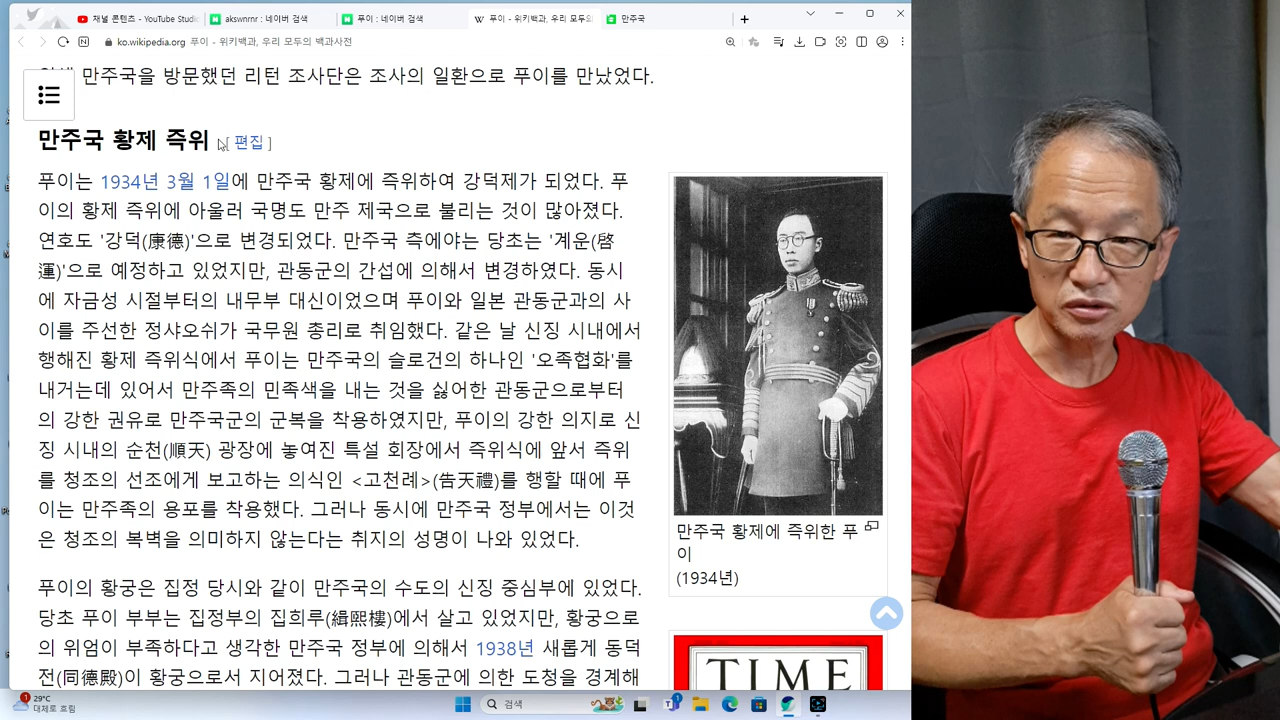 채널 콘텐츠 - YouTube Studi
akswnrnr : 네이버 검색
푸이 : 네이버 검색
푸이 - 위키백과, 우리 모두의
만주국
ko.wikipedia.org 푸이 - 위키백과, 우리 모두의 백과사전
만주국을 방문했던 리턴 조사단은 조사의 일환으로 푸이를 만났었다.
만주국 황제 즉위 [ 편집 ]
푸이는 1934년 3월 1일에 만주국 황제에 즉위하여 강덕제가 되었다. 푸
이의 황제 즉위에 아울러 국명도 만주 제국으로 불리는 것이 많아졌다.
연호도 '강덕(康德)'으로 변경되었다. 만주국 측에야는 당초는 '계운(啓
運)'으로 예정하고 있었지만, 관동군의 간섭에 의해서 변경하였다. 동시
에 자금성 시절부터의 내무부 대신이었으며 푸이와 일본 관동군과의 사
이를 주선한 정샤오쉬가 국무원 총리로 취임했다. 같은 날 신징 시내에서
행해진 황제 즉위식에서 푸이는 만주국의 슬로건의 하나인 '오족협화'를
내거는데 있어서 만주족의 민족색을 내는 것을 싫어한 관동군으로부터
의 강한 권유로 만주국군의 군복을 착용하였지만, 푸이의 강한 의지로 신
징 시내의 순천(順天) 광장에 놓여진 특설 회장에서 즉위식에 앞서 즉위
를 청조의 선조에게 보고하는 의식인 <고천례>(告天禮)를 행할 때에 푸
이는 만주족의 용포를 착용했다. 그러나 동시에 만주국 정부에서는 이것
은 청조의 복벽을 의미하지 않는다는 취지의 성명이 나와 있었다.
만주국 황제에 즉위한 푸
이
(1934년)
푸이의 황궁은 집정 당시와 같이 만주국의 수도의 신징 중심부에 있었다.
당초 푸이 부부는 집정부의 집희루(緝熙樓)에서 살고 있었지만, 황궁으로
의 위엄이 부족하다고 생각한 만주국 정부에 의해서 1938년 새롭게 동덕
전(同德殿)이 황궁으로서 지어졌다. 그러나 관동군에 의한 도청을 경계해
TIME
1
29°C
대체로 흐림
검색
1